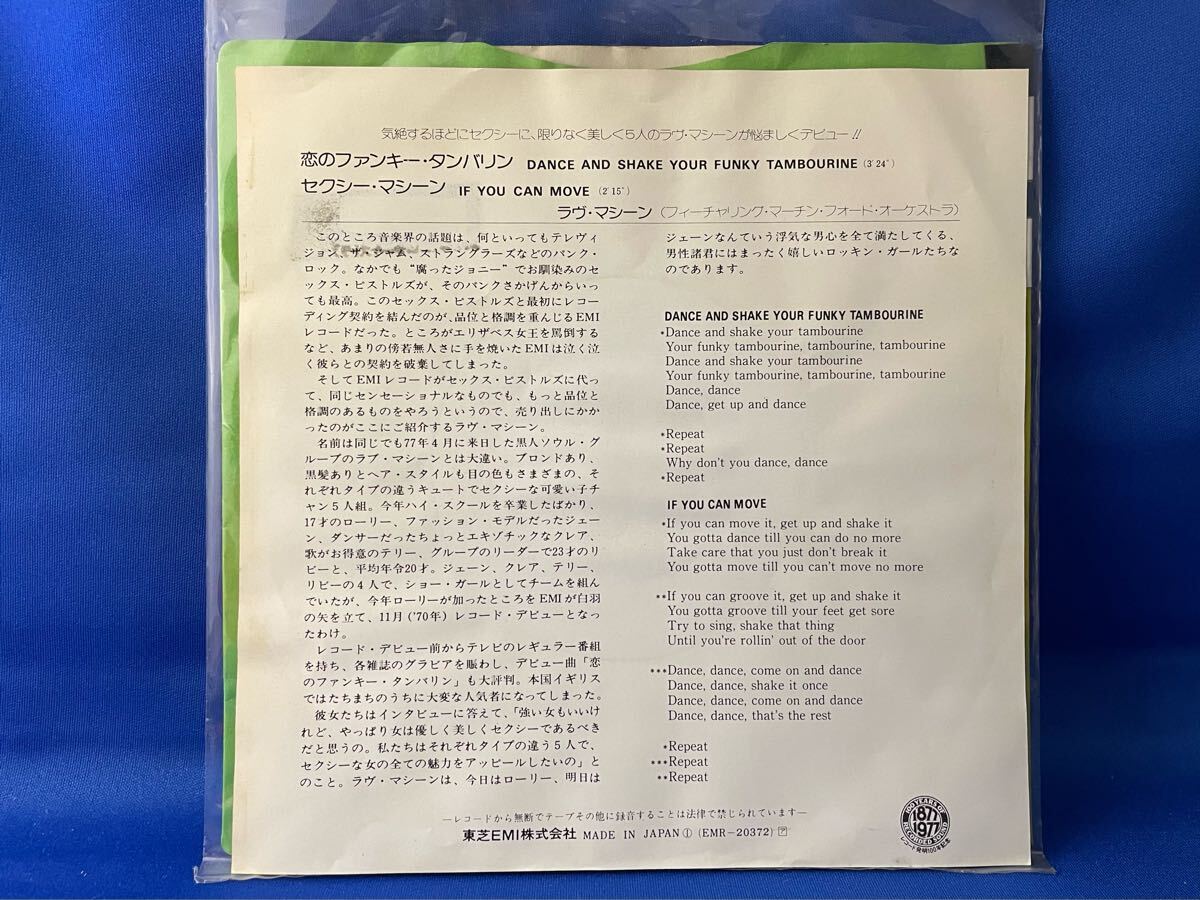 気絶するほどにセクシーに、限りなく美しく5人のラヴ・マシーンが悩ましくデビュー!!
恋のファンキー・タンバリン DANCE AND SHAKE YOUR FUNKY TAMBOURINE (3'24")
セクシー・マシーン IF YOU CAN MOVE (2'15")
ラヴ・マシーン (フィーチャリング・マーチン・フォード・オーケストラ)
このところ音楽界の話題は、何といってもテレヴィ
ジョン、ザ・ジャム、ストラングラーズなどのパンク・
ロック。なかでも“腐ったジョニー”でお馴染みのセ
ックス・ピストルズが、そのパンクさかげんからいっ
ても最高。このセックス・ピストルズと最初にレコー
ディング契約を結んだのが、品位と格調を重んじるEMI
レコードだった。ところがエリザベス女王を罵倒する
など、あまりの傍若無人さに手を焼いたEMIは泣く泣
く彼らとの契約を破棄してしまった。
そしてEMIレコードがセックス・ピストルズに代っ
て、同じセンセーショナルなものでも、もっと品位と
格調のあるものをやろうというので、売り出しにかか
ったのがここにご紹介するラヴ・マシーン。
名前は同じでも77年4月に来日した黒人ソウル・グ
ループのラブ・マシーンとは大違い。ブロンドあり、
黒髪ありとヘア・スタイルも目の色もさまざまの、そ
れぞれタイプの違うキュートでセクシーな可愛い子チ
ャン5人組。今年ハイ・スクールを卒業したばかり、
17才のローリー、ファッション・モデルだったジェー
ン、ダンサーだったちょっとエキゾチックなクレア、
歌がお得意のテリー、グループのリーダーで23才のリ
ビーと、平均年令20才。ジェーン、クレア、テリー、
リビーの4人で、ショー・ガールとしてチームを組ん
でいたが、今年ローリーが加ったところをEMIが白羽
の矢を立て、11月('70年)レコード・デビューとなっ
たわけ。
レコード・デビュー前からテレビのレギュラー番組
を持ち、各雑誌のグラビアを賑わし、デビュー曲「恋
のファンキー・タンバリン」も大評判。本国イギリス
ではたちまちのうちに大変な人気者になってしまった。
彼女たちはインタビューに答えて、「強い女もいいけ
れど、やっぱり女は優しく美しくセクシーであるべき
だと思うの。私たちはそれぞれタイプの違う5人で、
セクシーな女の全ての魅力をアッピールしたいの」と
のこと。ラヴ・マシーンは、今日はローリー、明日は
ジェーンなんていう浮気な男心を全て満たしてくる、
男性諸君にはまったく嬉しいロッキン・ガールたちな
のであります。
DANCE AND SHAKE YOUR FUNKY TAMBOURINE
*Dance and shake your tambourine
Your funky tambourine, tambourine, tambourine
Dance and shake your tambourine
Your funky tambourine, tambourine, tambourine
Dance, dance
Dance, get up and dance
*Repeat
*Repeat
Why don't you dance, dance
*Repeat
IF YOU CAN MOVE
*If you can move it, get up and shake it
You gotta dance till you can do no more
Take care that you just don't break it
You gotta move till you can't move no more
**If you can groove it, get up and shake it
You gotta groove till your feet get sore
Try to sing, shake that thing
Until you're rollin' out of the door
***Dance, dance, come on and dance
Dance, dance, shake it once
Dance, dance, come on and dance
Dance, dance, that's the rest
*Repeat
***Repeat
**Repeat
—レコードから無断でテープその他に録音することは法律で禁じられています—
東芝EMI株式会社 MADE IN JAPAN Ⓘ (EMR-20372) ア
100 YEARS OF
1877
1977
RECORDED SOUND
レコード発明100年記念